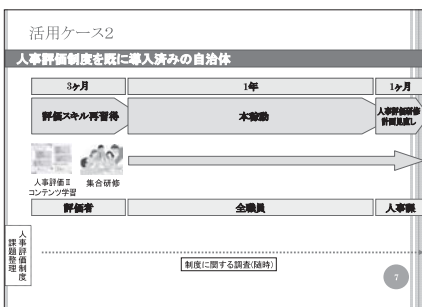 活用ケース2
人事評価制度を既に導入済みの自治体
3ヶ月
1年
1ヶ月
評価スキル再習得
本稼動
人事評価研修
計画見直し
人事評価Ⅱ
コンテンツ学習
集合研修
評価者
全職員
人事課
人事評価制度
課題整理
制度に関する調査(随時)
7